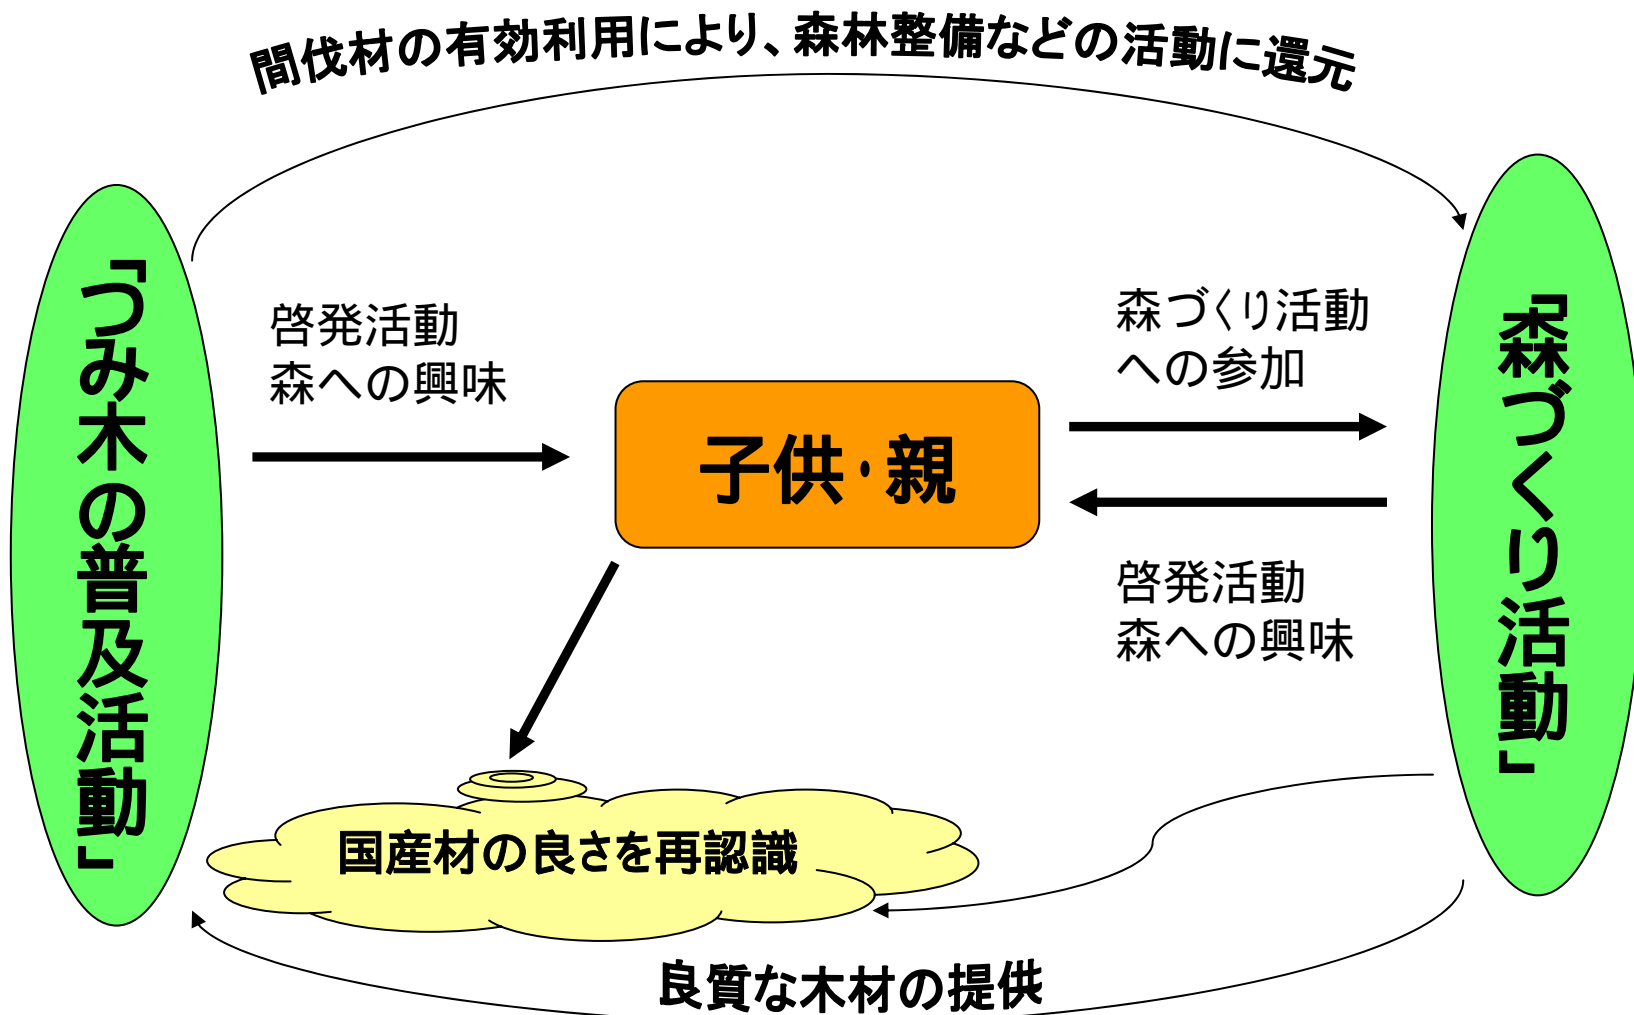 間伐材の有効利用により、森林整備などの活動に還元
「つみ木の普及活動」
啓発活動
森への興味
子供・親
森づくり活動
への参加
啓発活動
森への興味
「森づくり活動」
国産材の良さを再認識
良質な木材の提供